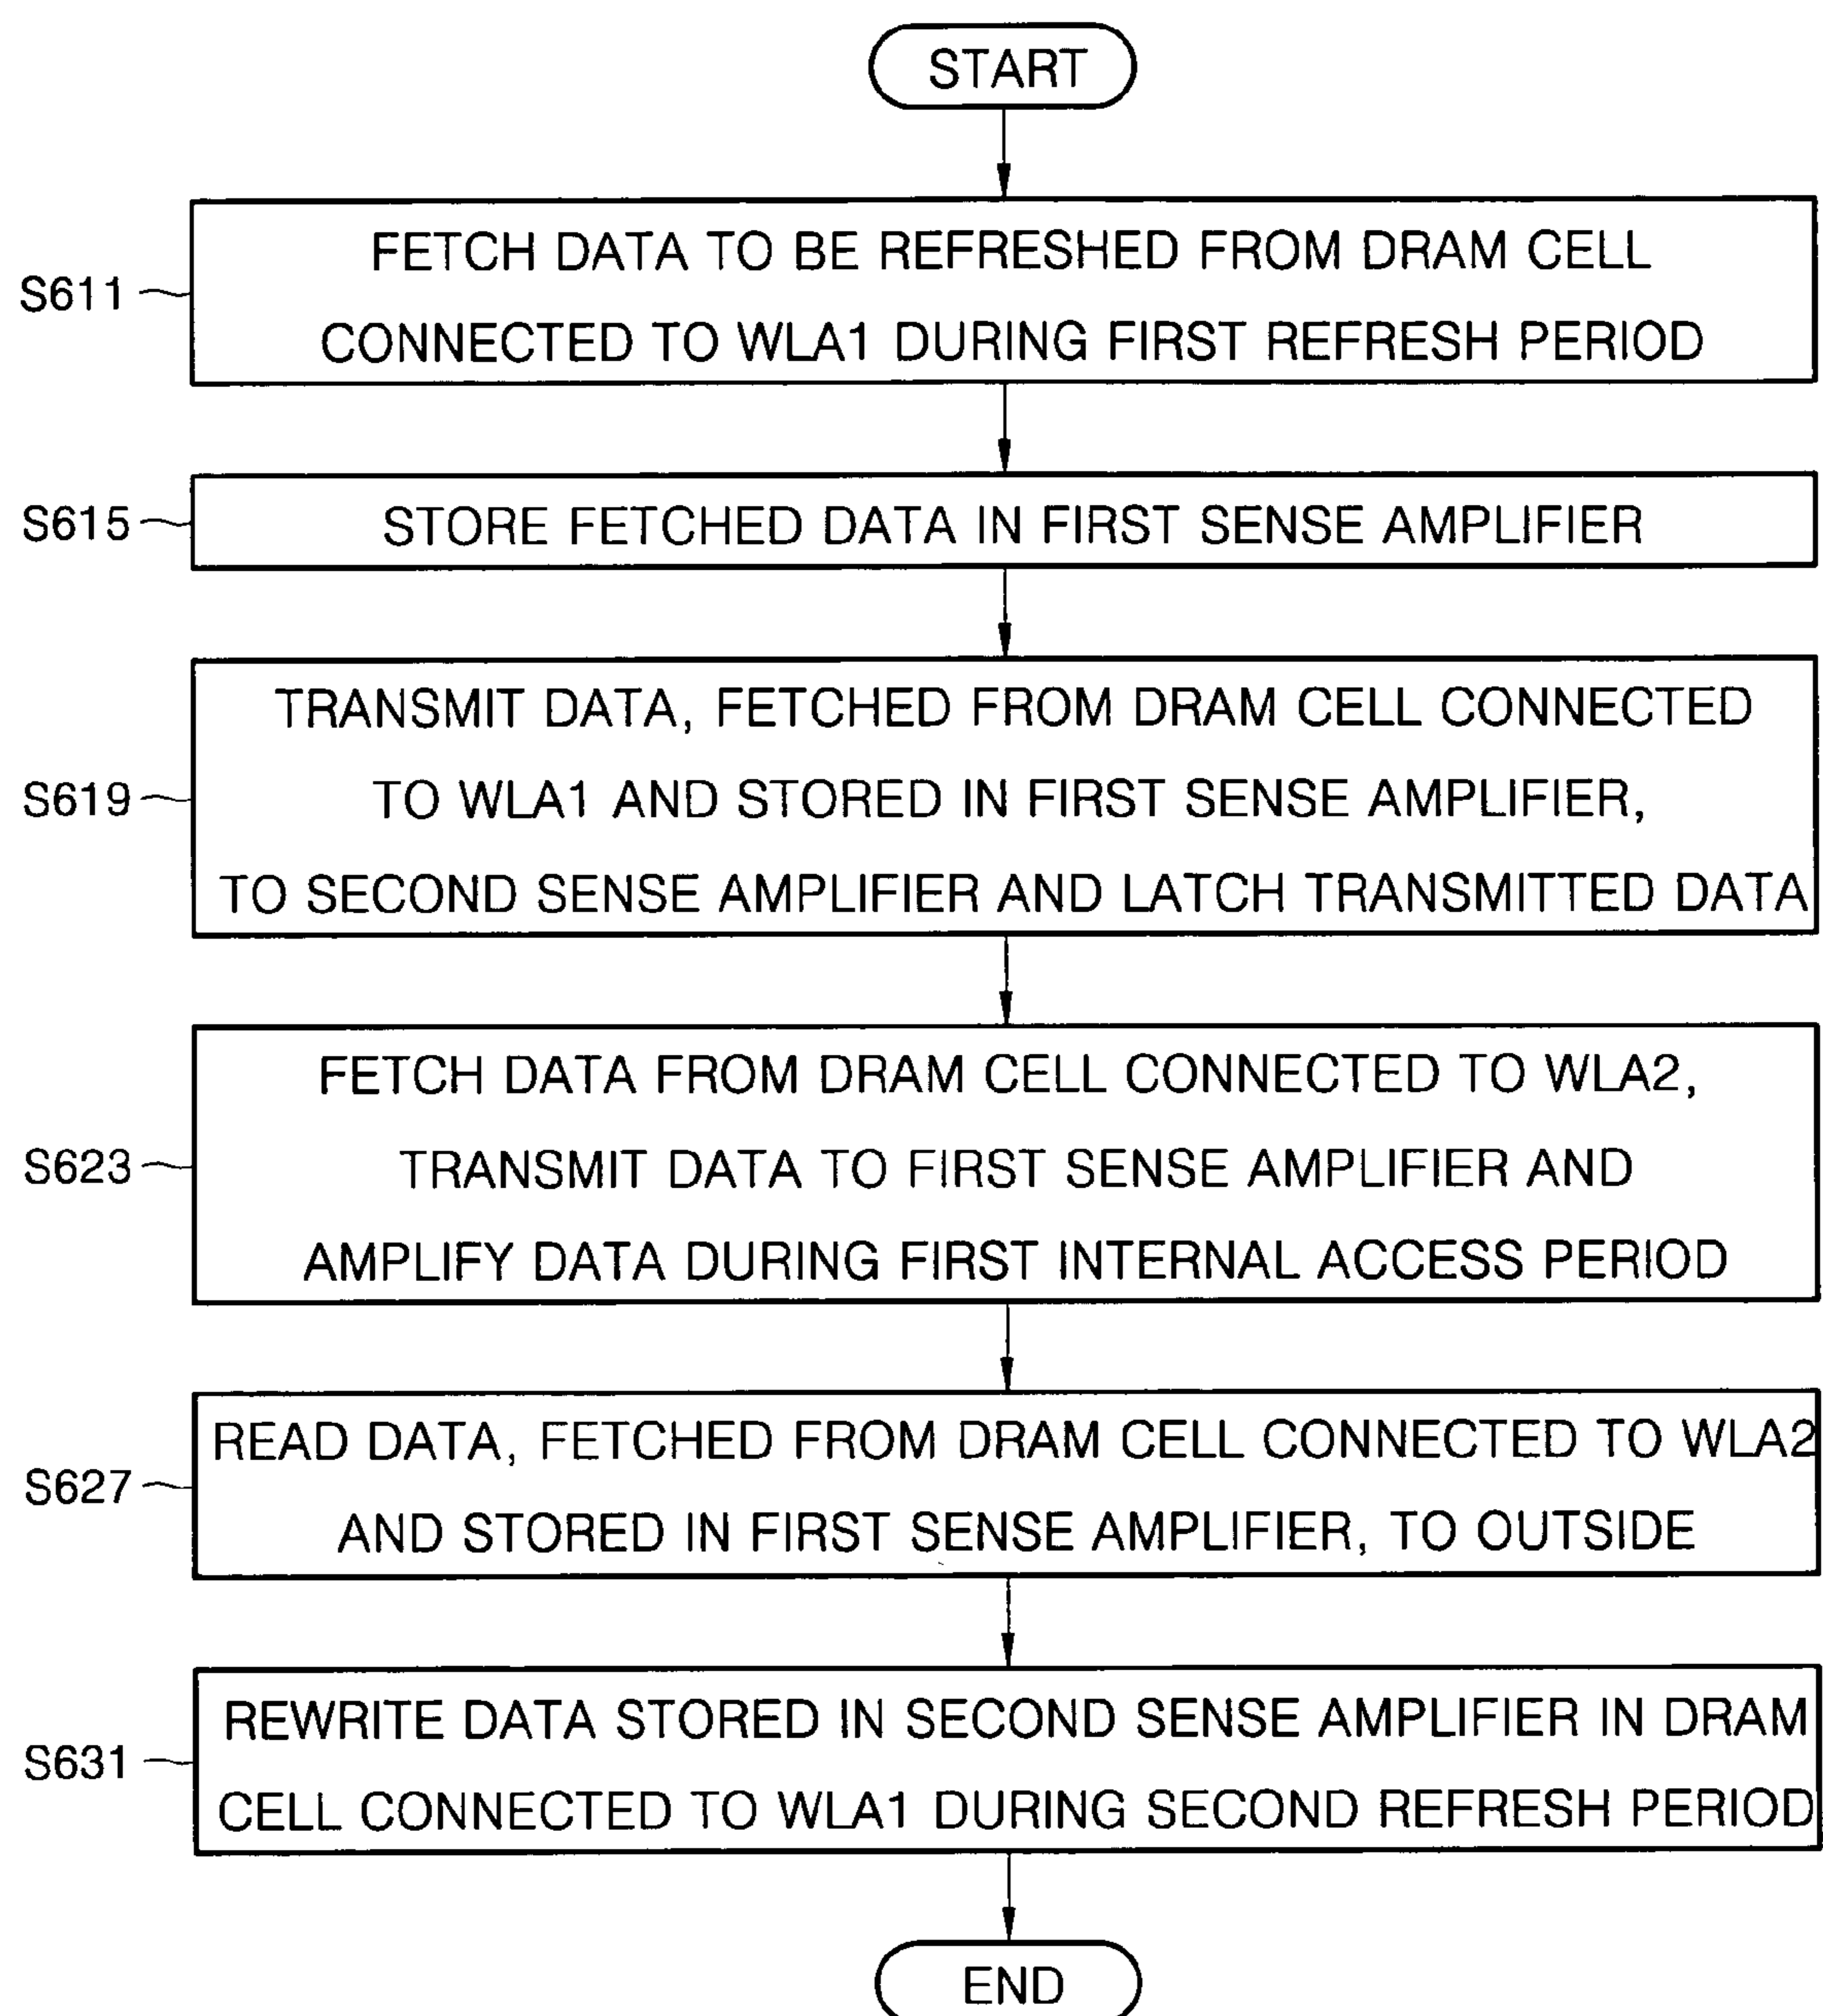 START
S611
FETCH DATA TO BE REFRESHED FROM DRAM CELL
CONNECTED TO WLA1 DURING FIRST REFRESH PERIOD
S615
STORE FETCHED DATA IN FIRST SENSE AMPLIFIER
S619
TRANSMIT DATA, FETCHED FROM DRAM CELL CONNECTED
TO WLA1 AND STORED IN FIRST SENSE AMPLIFIER,
TO SECOND SENSE AMPLIFIER AND LATCH TRANSMITTED DATA
S623
FETCH DATA FROM DRAM CELL CONNECTED TO WLA2,
TRANSMIT DATA TO FIRST SENSE AMPLIFIER AND
AMPLIFY DATA DURING FIRST INTERNAL ACCESS PERIOD
S627
READ DATA, FETCHED FROM DRAM CELL CONNECTED TO WLA2
AND STORED IN FIRST SENSE AMPLIFIER, TO OUTSIDE
S631
REWRITE DATA STORED IN SECOND SENSE AMPLIFIER IN DRAM
CELL CONNECTED TO WLA1 DURING SECOND REFRESH PERIOD
END